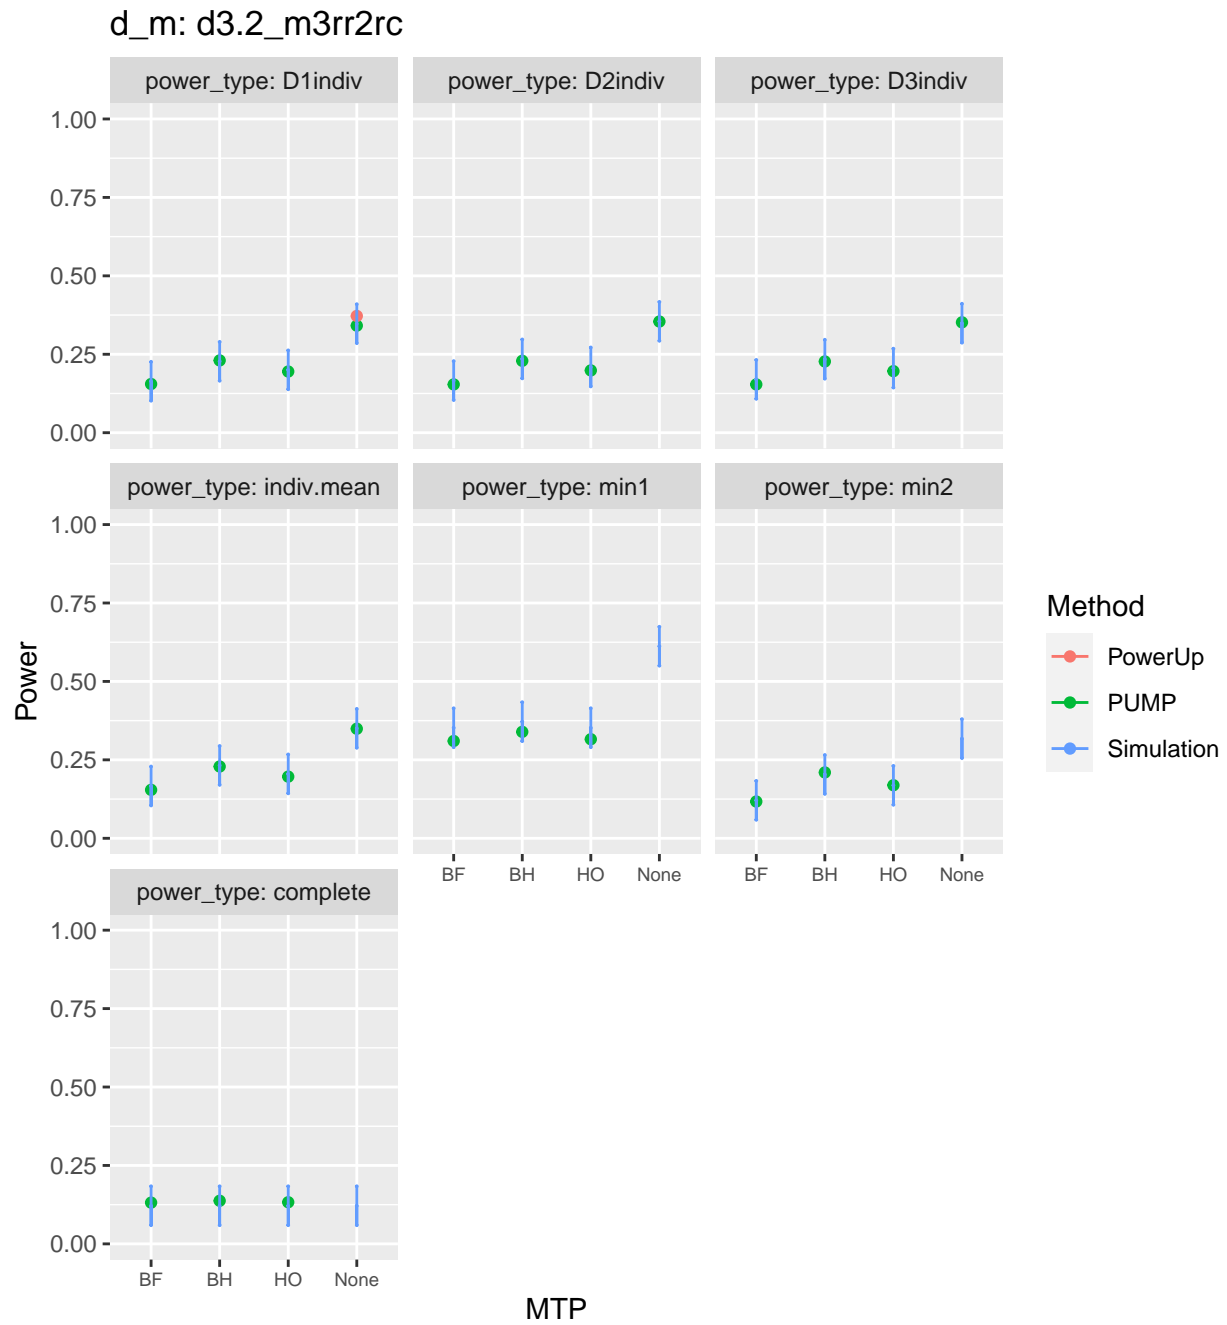 d_m: d3.2_m3rr2rc
power_type: D1indiv
power_type: D2indiv
power_type: D3indiv
1.00
0.75
0.50
0.25
0.00
power_type: indiv.mean
power_type: min1
power_type: min2
1.00
0.75
0.50
0.25
0.00
BF BH HO None
BF BH HO None
power_type: complete
1.00
0.75
0.50
0.25
0.00
BF BH HO None
MTP
Power
Method
PowerUp
PUMP
Simulation